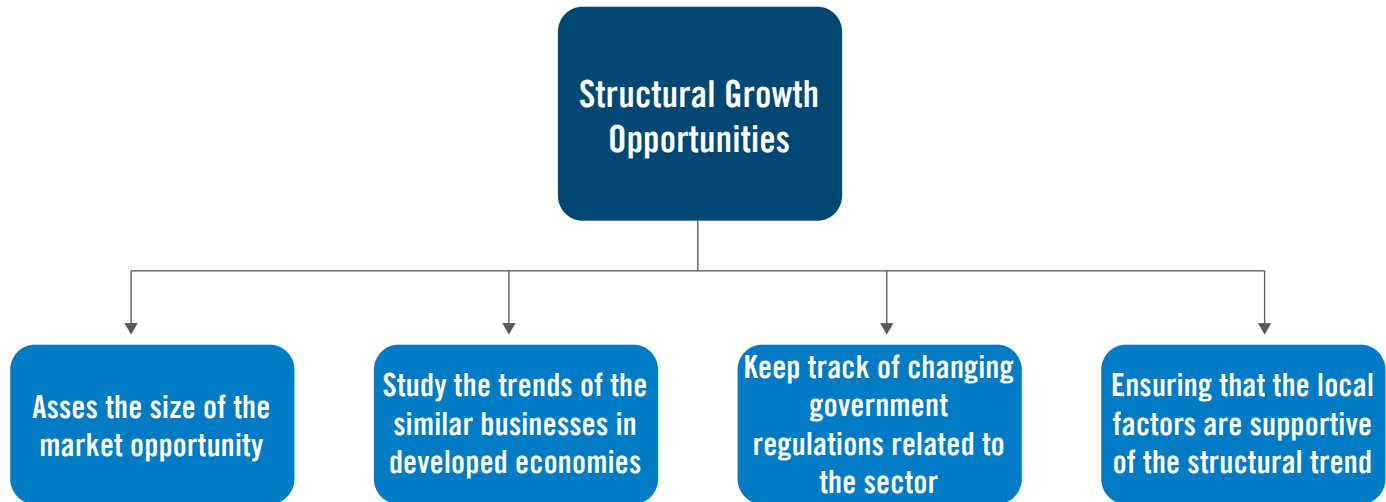 Structural Growth
Opportunities
Asses the size of the
market opportunity
Study the trends of the
similar businesses in
developed economies
Keep track of changing
government
regulations related to
the sector
Ensuring that the local
factors are supportive
of the structural trend